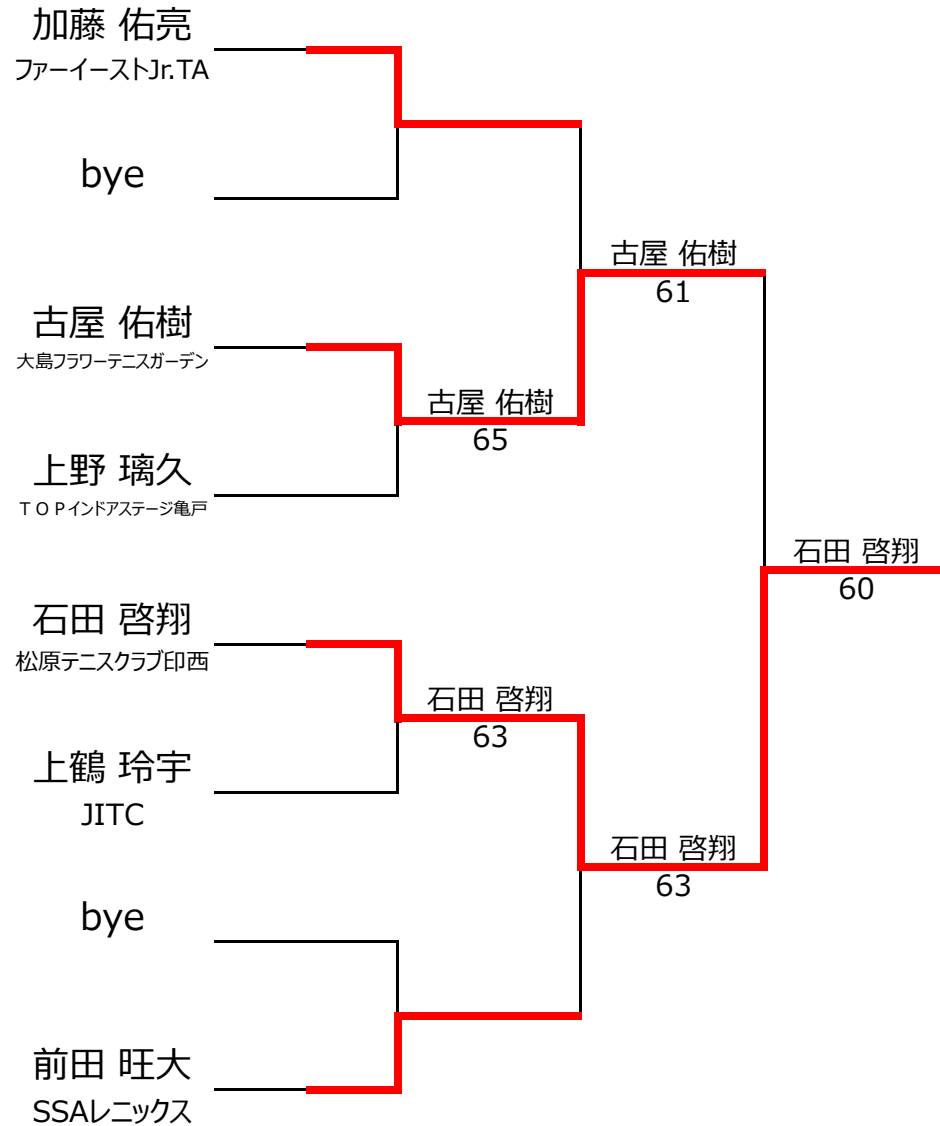 加藤 佑亮
ファーイーストJr.TA
bye
古屋 佑樹
大島フラワーテニスガーデン
上野 璃久
ＴＯＰインドアステージ亀戸
石田 啓翔
松原テニスクラブ印西
上鶴 玲宇
JITC
bye
前田 旺大
SSAレニックス
古屋 佑樹
65
石田 啓翔
63
古屋 佑樹
61
石田 啓翔
63
石田 啓翔
60